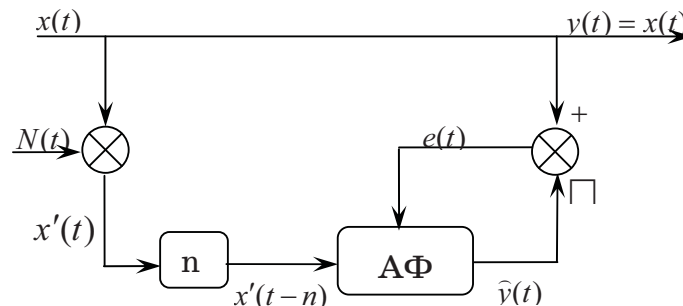 x(t)
y(t) = x(t)
+
N(t)
e(t)
∏
x′(t)
n
АФ
x′(t−n)
ŷ(t)